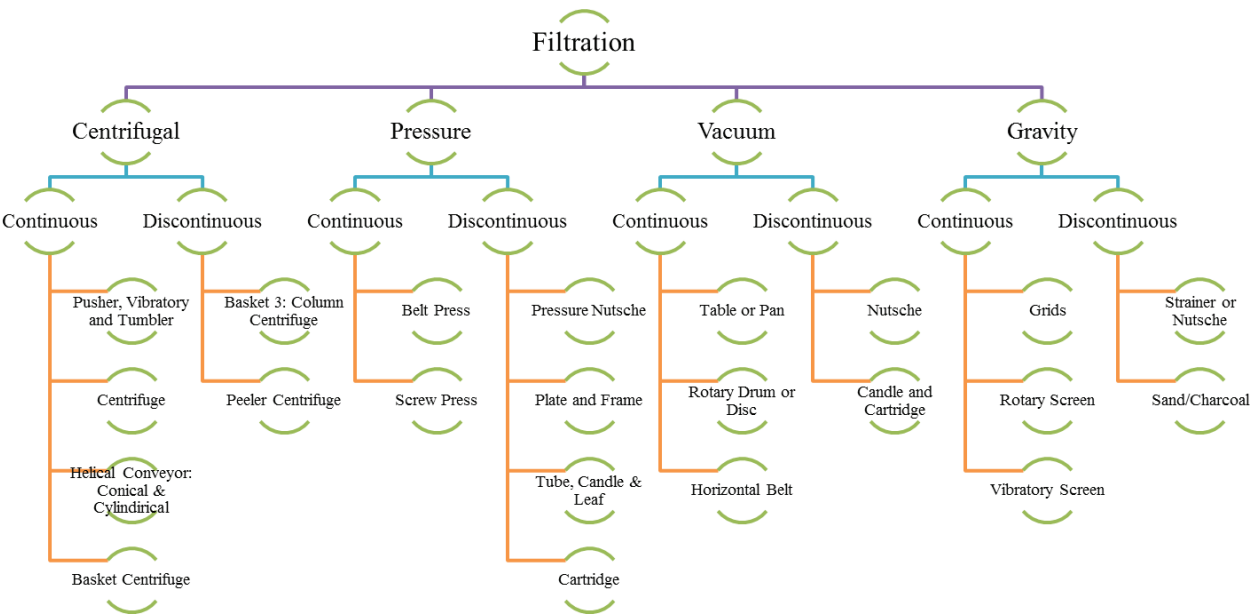 Filtration
Centrifugal
Pressure
Vacuum
Gravity
Continuous
Discontinuous
Continuous
Discontinuous
Continuous
Discontinuous
Continuous
Discontinuous
Pusher, Vibratory
and Tumbler
Basket 3: Column
Centrifuge
Belt Press
Pressure Nutsche
Table or Pan
Nutsche
Grids
Strainer or
Nutsche
Centrifuge
Peeler Centrifuge
Screw Press
Plate and Frame
Rotary Drum or
Disc
Candle and
Cartridge
Rotary Screen
Sand/Charcoal
Helical Conveyor:
Conical &
Cylindirical
Tube, Candle &
Leaf
Horizontal Belt
Vibratory Screen
Basket Centrifuge
Cartridge